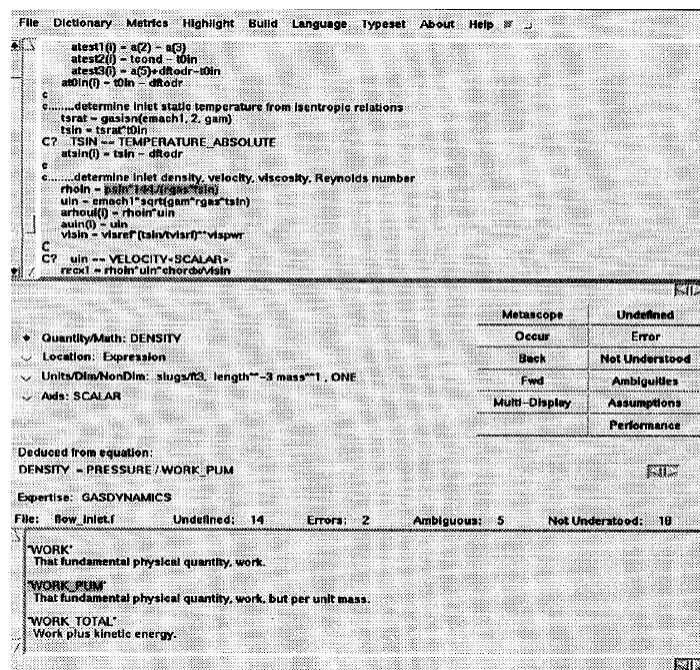 File Dictionary Metrics Highlight Build Language Typeset About Help
atest1(i) = a(2) - a(3)
atest2(i) = tcond - t0in
atest3(i) = a(5)+dftodr-t0in
at0in(i) = t0in - dftodr
c
c........determine inlet static temperature from isentropic relations
tsrat = gasisn(emach1, 2, gam)
tsin = tsrat*t0in
C? TSIN == TEMPERATURE_ABSOLUTE
atsin(i) = tsin - dftodr
c
c........determine inlet density, velocity, viscosity, Reynolds number
rhoin = psin*144./(rgas*tsin)
uin = emach1*sqrt(gam*rgas*tsin)
arhoui(i) = rhoin*uin
auin(i) = uin
visin = visref*(tsin/tvisrf)**vispwr
C
C? uin == VELOCITY<SCALAR>
recx1 = rhoin*uin*chordx/visin
Metascope Undefined
Occur Error
Back Not Understood
Fwd Ambiguities
Multi-Display Assumptions
Performance
Quantity/Math: DENSITY
Location: Expression
Units/Dim/NonDim: slugs/ft3, length**-3 mass**1 , ONE
Axis: SCALAR
Deduced from equation:
DENSITY = PRESSURE / WORK_PUM
Expertise: GASDYNAMICS
File: flow_inlet.f Undefined: 14 Errors: 2 Ambiguous: 5 Not Understood: 18
"WORK"
That fundamental physical quantity, work.
"WORK_PUM"
That fundamental physical quantity, work, but per unit mass.
"WORK_TOTAL"
Work plus kinetic energy.